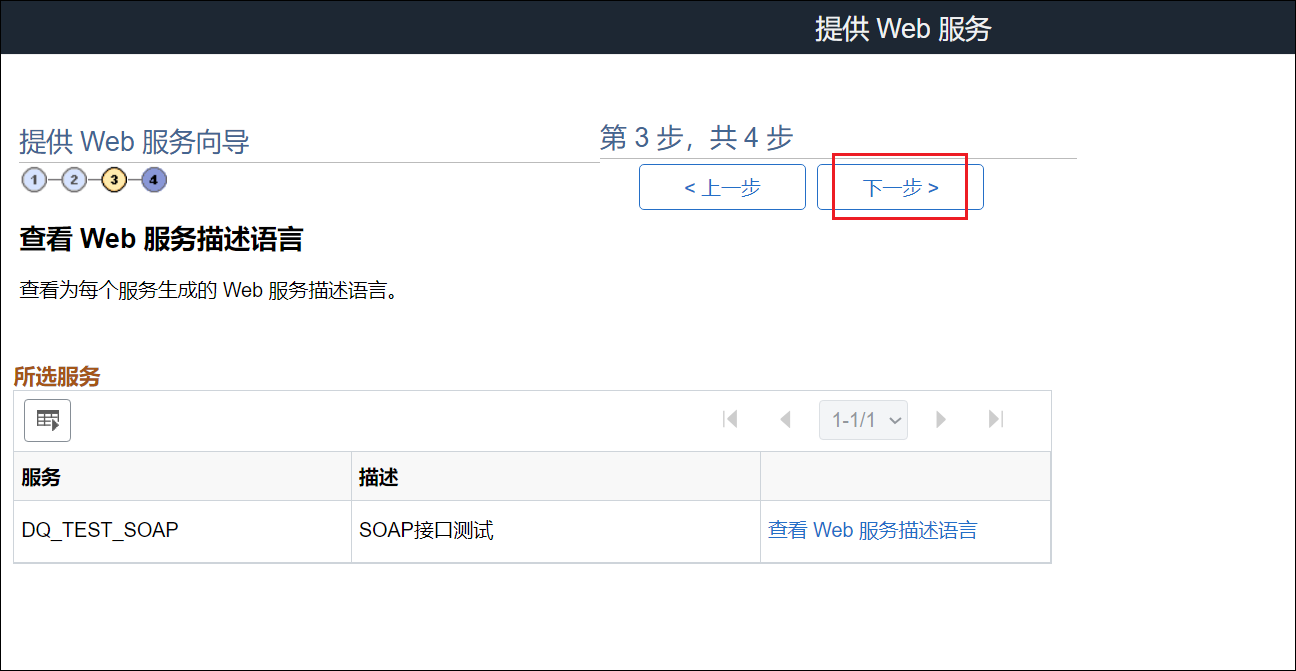 提供 Web 服务
提供 Web 服务向导
第 3 步，共 4 步
1 2 3 4
< 上一步
下一步 >
查看 Web 服务描述语言
查看为每个服务生成的 Web 服务描述语言。
所选服务
1-1/1
服务 描述
DQ_TEST_SOAP SOAP接口测试 查看 Web 服务描述语言